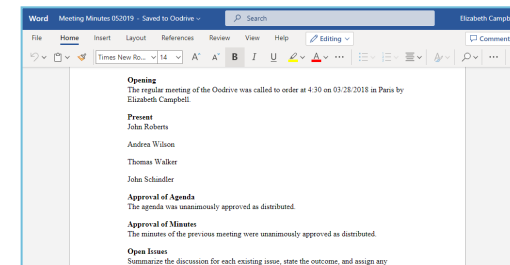 Word Meeting Minutes 052019 - Saved to Oodrive Search Elizabeth Campb
File Home Insert Layout References Review View Help Editing Comment
Times New Ro... 14 A A B I U A ...
Opening
The regular meeting of the Oodrive was called to order at 4:30 on 03/28/2018 in Paris by
Elizabeth Campbell.
Present
John Roberts
Andrea Wilson
Thomas Walker
John Schindler
Approval of Agenda
The agenda was unanimously approved as distributed.
Approval of Minutes
The minutes of the previous meeting were unanimously approved as distributed.
Open Issues
Summarize the discussion for each existing issue, state the outcome, and assign any